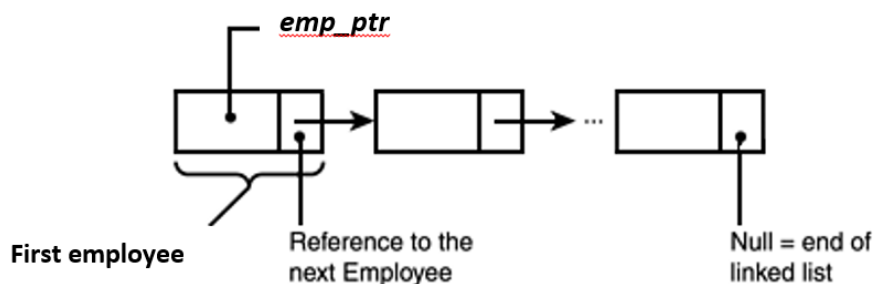 emp_ptr
...
First employee
Reference to the
next Employee
Null = end of
linked list